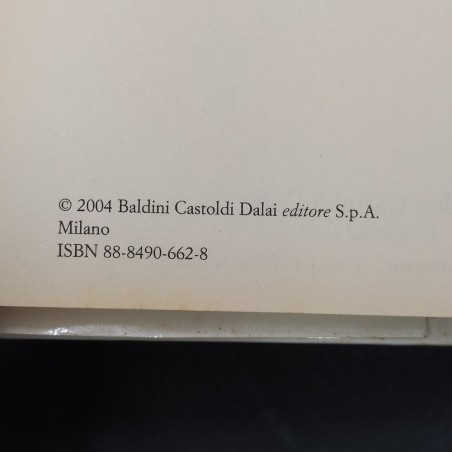 © 2004 Baldini Castoldi Dalai editore S.p.A.
Milano
ISBN 88-8490-662-8